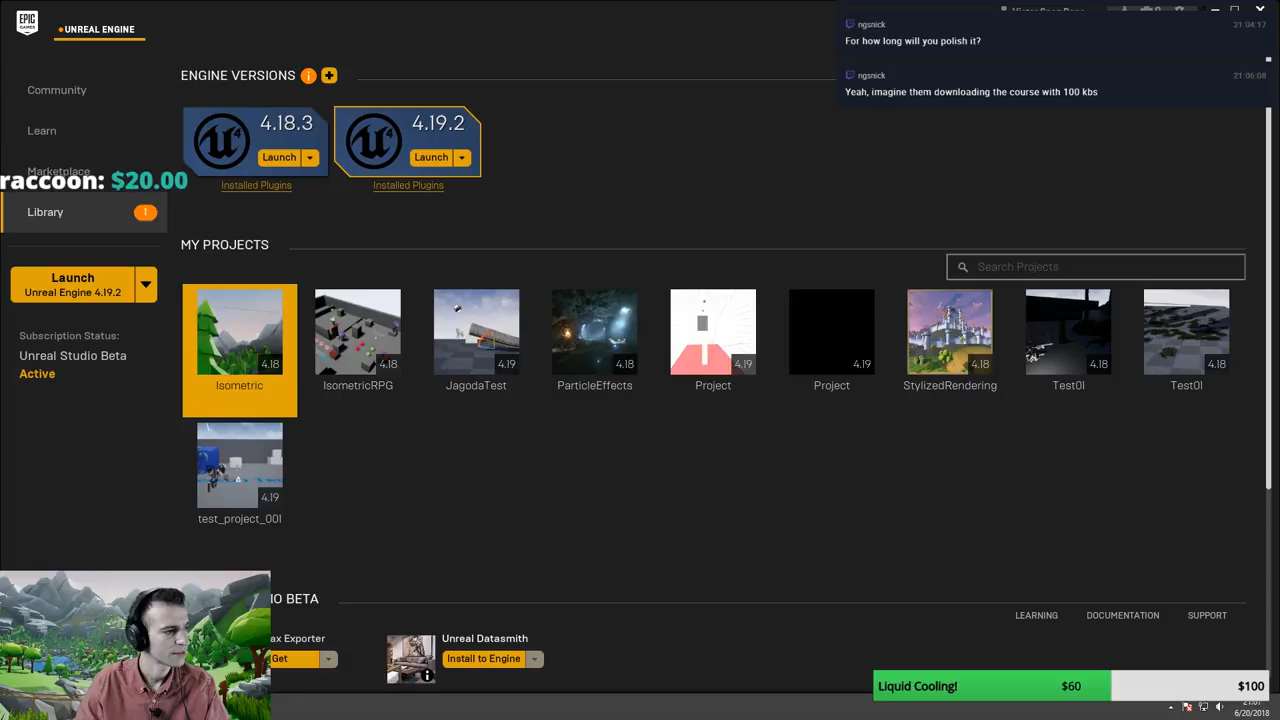 EPIC
GAMES
UNREAL ENGINE
ngsnick
21:04:17
For how long will you polish it?
ngsnick
21:06:08
Yeah, imagine them downloading the course with 100 kbs
Community
Learn
Marketplace
raccoon: $20.00
Library
1
Launch
Unreal Engine 4.19.2
Subscription Status:
Unreal Studio Beta
Active
ENGINE VERSIONS
4.18.3
Launch
Installed Plugins
4.19.2
Launch
Installed Plugins
MY PROJECTS
Search Projects
4.18
Isometric
4.18
IsometricRPG
4.19
JagodaTest
4.18
ParticleEffects
4.19
Project
4.19
Project
4.18
StylizedRendering
4.18
Test01
4.18
Test01
4.19
test_project_001
IO BETA
LEARNING
DOCUMENTATION
SUPPORT
ax Exporter
Get
Unreal Datasmith
Install to Engine
Liquid Cooling!
$60
$100
6/20/2018